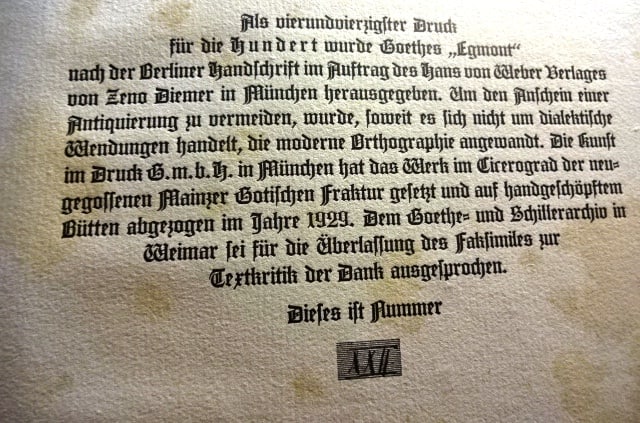 Als vierundvierzigster Druck
für die Hundert wurde Goethes „Egmont“
nach der Berliner Handschrift im Auftrag des Hans von Weber Verlages
von Zeno Diemer in München herausgegeben. Um den Anschein einer
Antiquierung zu vermeiden, wurde, soweit es sich nicht um dialektische
Wendungen handelt, die moderne Orthographie angewandt. Die Kunst
im Druck G.m.b.H. in München hat das Werk im Cicerograd der neu-
gegossenen Mainzer Gotischen Fraktur gesetzt und auf handgeschöpftem
Bütten abgezogen im Jahre 1929. Dem Goethe- und Schillerarchiv in
Weimar sei für die Überlassung des Faksimiles zur
Textkritik der Dank ausgesprochen.
Dieses ist Nummer